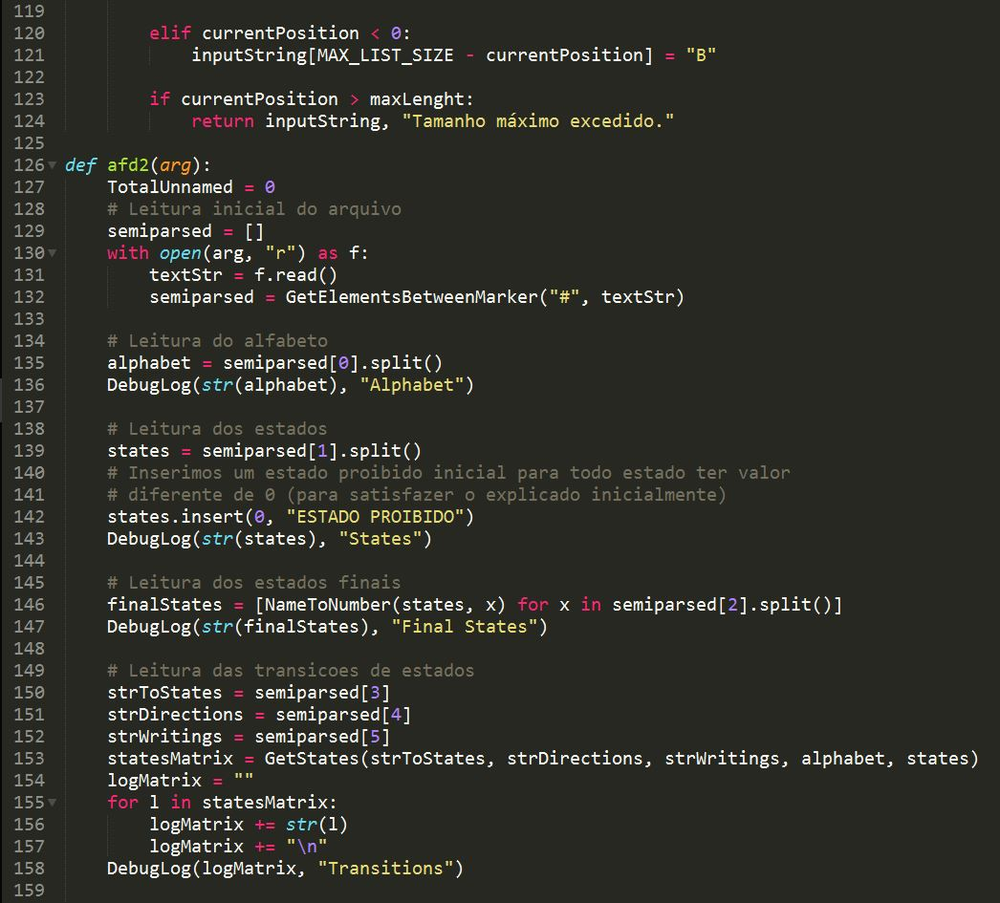 119
120 elif currentPosition < 0:
121 inputString[MAX_LIST_SIZE - currentPosition] = "B"
122
123 if currentPosition > maxLenght:
124 return inputString, "Tamanho máximo excedido."
125
126 def afd2(arg):
127 TotalUnnamed = 0
128 # Leitura inicial do arquivo
129 semiparsed = []
130 with open(arg, "r") as f:
131 textStr = f.read()
132 semiparsed = GetElementsBetweenMarker("#", textStr)
133
134 # Leitura do alfabeto
135 alphabet = semiparsed[0].split()
136 DebugLog(str(alphabet), "Alphabet")
137
138 # Leitura dos estados
139 states = semiparsed[1].split()
140 # Inserimos um estado proibido inicial para todo estado ter valor
141 # diferente de 0 (para satisfazer o explicado inicialmente)
142 states.insert(0, "ESTADO PROIBIDO")
143 DebugLog(str(states), "States")
144
145 # Leitura dos estados finais
146 finalStates = [NameToNumber(states, x) for x in semiparsed[2].split()]
147 DebugLog(str(finalStates), "Final States")
148
149 # Leitura das transicoes de estados
150 strToStates = semiparsed[3]
151 strDirections = semiparsed[4]
152 strWritings = semiparsed[5]
153 statesMatrix = GetStates(strToStates, strDirections, strWritings, alphabet, states)
154 logMatrix = ""
155 for l in statesMatrix:
156 logMatrix += str(l)
157 logMatrix += "\n"
158 DebugLog(logMatrix, "Transitions")
159